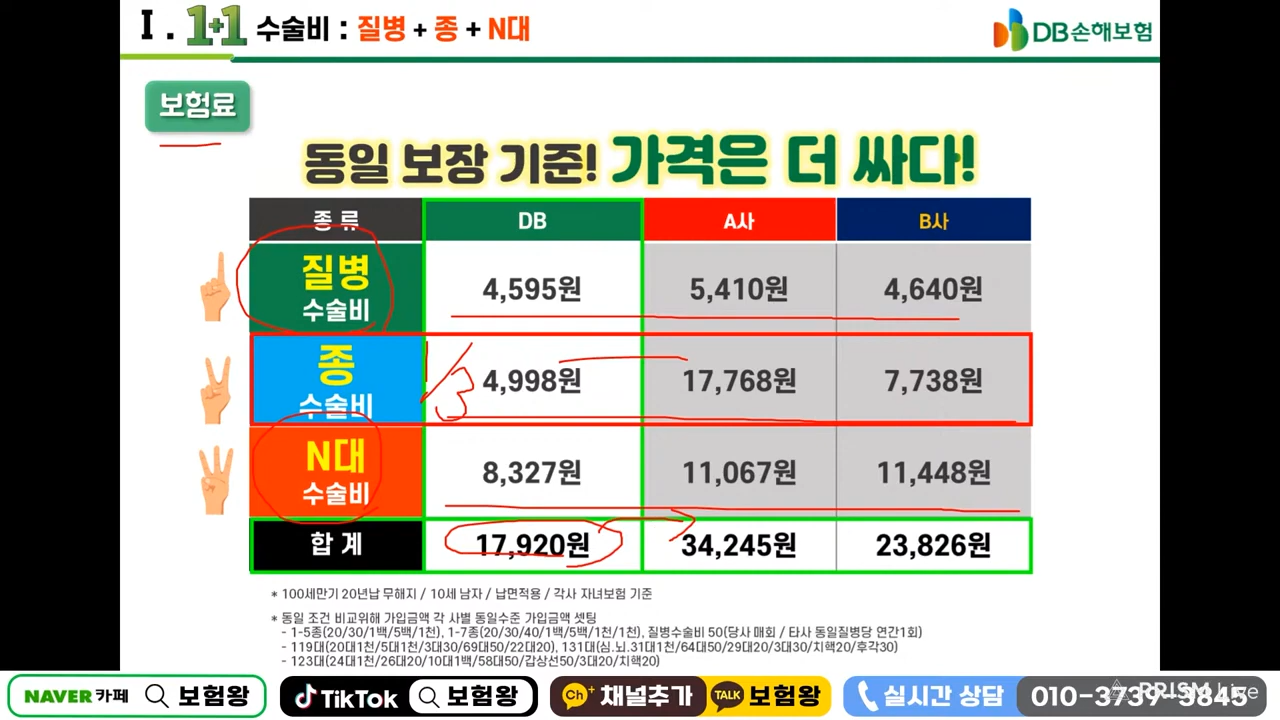 Ⅰ. 1+1 수술비 : 질병 + 종 + N대
DB손해보험
보험료
동일 보장 기준! 가격은 더 싸다!
종 류 DB A사 B사
질병 수술비 4,595원 5,410원 4,640원
종 수술비 4,998원 17,768원 7,738원
1/3
N대 수술비 8,327원 11,067원 11,448원
합 계 17,920원 34,245원 23,826원
* 100세만기 20년납 무해지 / 10세 남자 / 납면적용 / 각사 자녀보험 기준
* 동일 조건 비교위해 가입금액 각 사별 동일수준 가입금액 셋팅
- 1-5종(20/30/1백/5백/1천), 1-7종(20/30/40/1백/5백/1천/1천), 질병수술비 50(당사 매회 / 타사 동일질병당 연간1회)
- 119대(20대1천/5대1천/3대30/69대50/22대20), 131대(심.뇌.31대1천/64대50/29대20/3대30/치핵20/후각30)
- 123대(24대1천/26대20/10대1백/58대50/갑상선50/3대20/치핵20)
NAVER 카페 보험왕 TikTok 보험왕 Ch+ 채널추가 TALK 보험왕 실시간 상담 010-3739-5845
PRISM Live